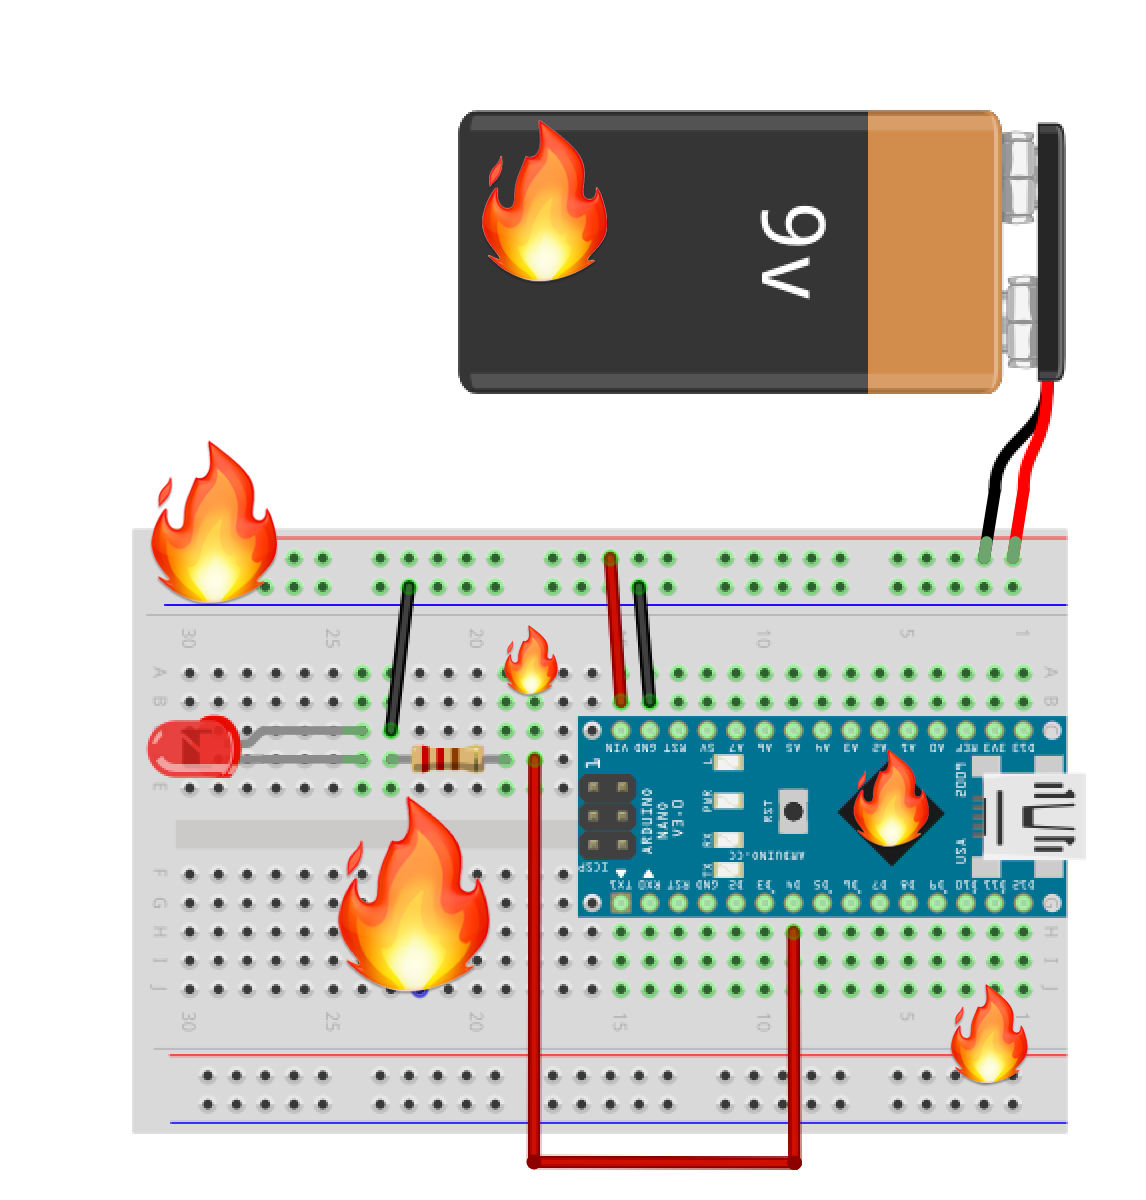 9v
30 25 20 15 10 5 1
A A
B B
VIN GND RST 5V A7 A6 A5 A4 A3 A2 A1 A0 REF 3V3 D13 C
1
L
PWR
RX
TX
RST
ARDUINO
NANO
V3.0
ARDUINO.CC
2009
USA
ICSP
E
TX1 RX0 RST GND D2 D3 D4 D5 D6 D7 D8 D9 D10 D11 D12
F
G G
H H
I I
J J
30 25 20 15 10 5 1